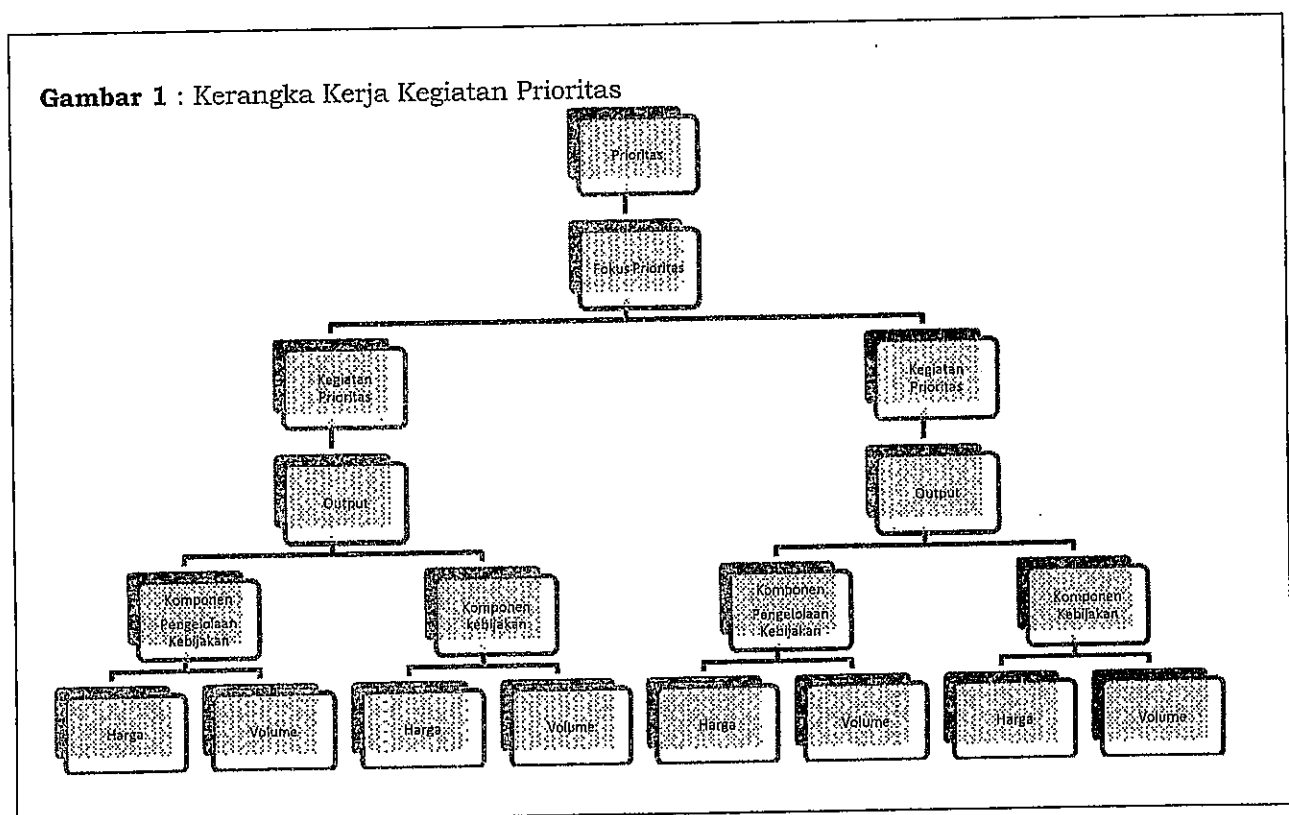 Gambar 1 : Kerangka Kerja Kegiatan Prioritas
Prioritas
Fokus Prioritas
Kegiatan
Prioritas
Kegiatan
Prioritas
Output
Output
Komponen
Pengelolaan
Kebijakan
Komponen
kebijakan
Komponen
Pengelolaan
Kebijakan
Komponen
Kebijakan
Harga
Volume
Harga
Volume
Harga
Volume
Harga
Volume